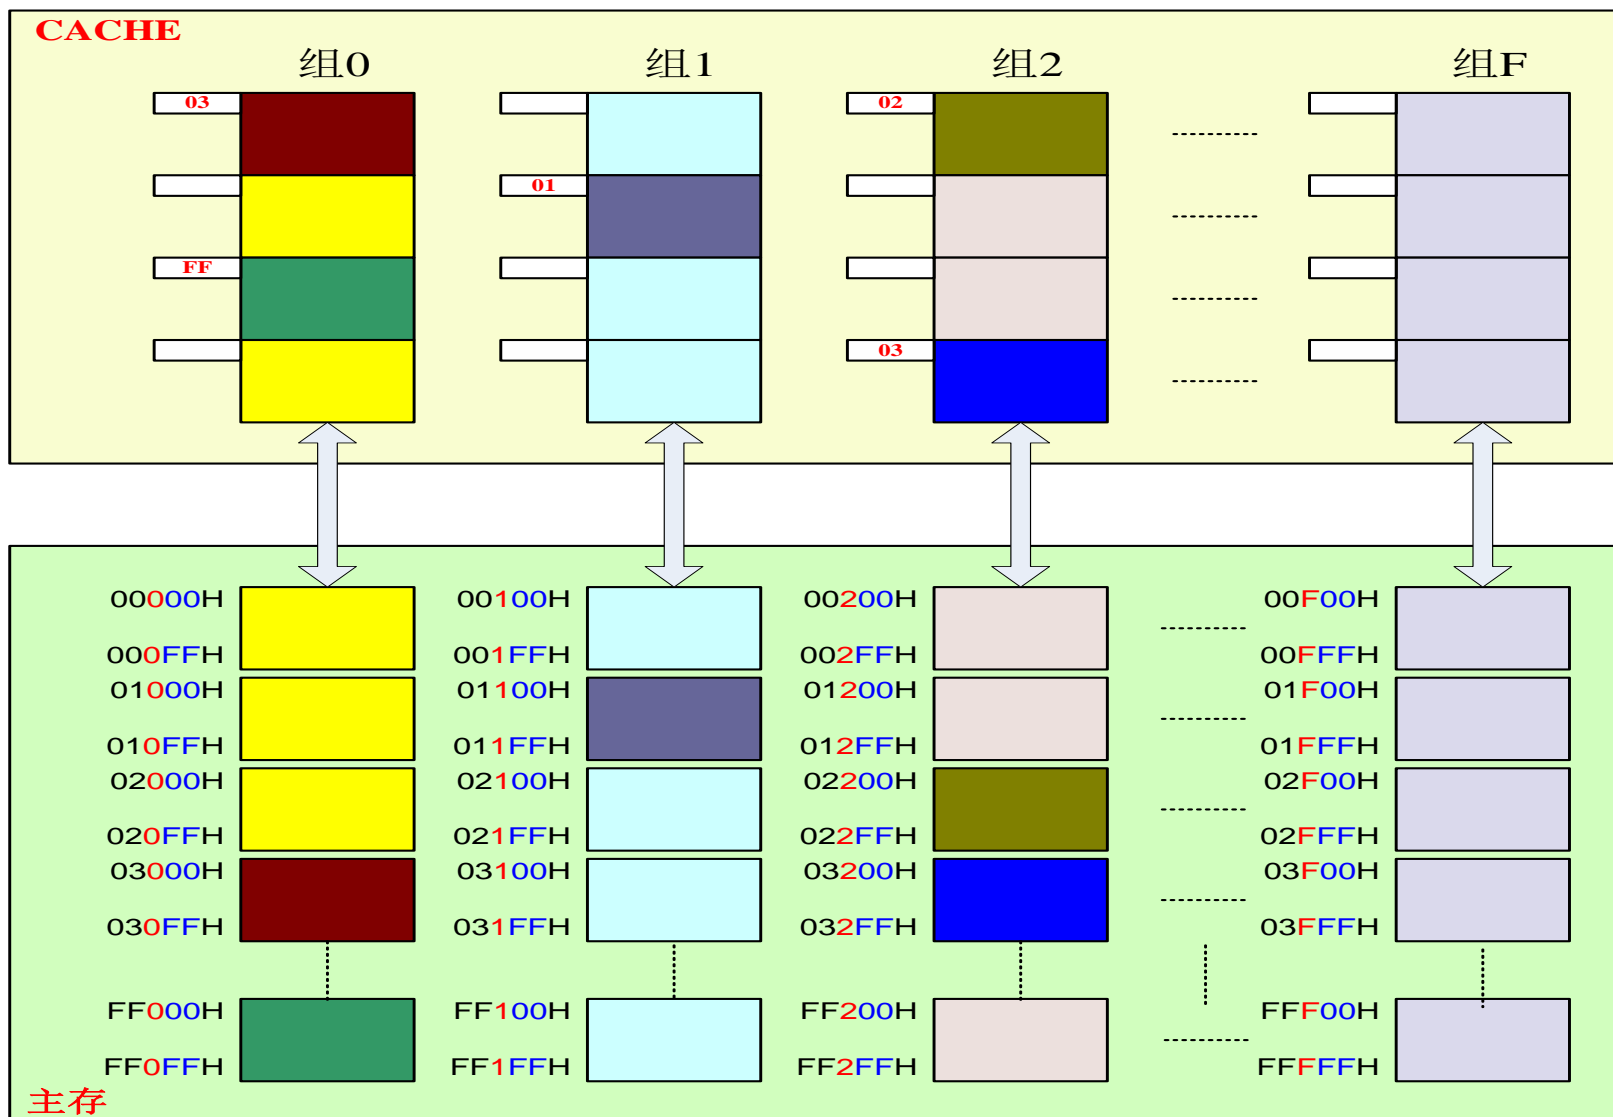 CACHE
组0 组1 组2 组F
03 02
01
FF
03
00000H 00100H 00200H 00F00H
000FFH 001FFH 002FFH 00FFFH
01000H 01100H 01200H 01F00H
010FFH 011FFH 012FFH 01FFFH
02000H 02100H 02200H 02F00H
020FFH 021FFH 022FFH 02FFFH
03000H 03100H 03200H 03F00H
030FFH 031FFH 032FFH 03FFFH
FF000H FF100H FF200H FFF00H
FF0FFH FF1FFH FF2FFH FFFFFH
主存